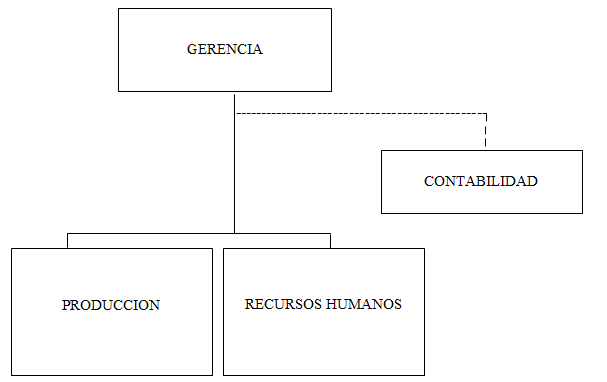 GERENCIA
CONTABILIDAD
PRODUCCION
RECURSOS HUMANOS